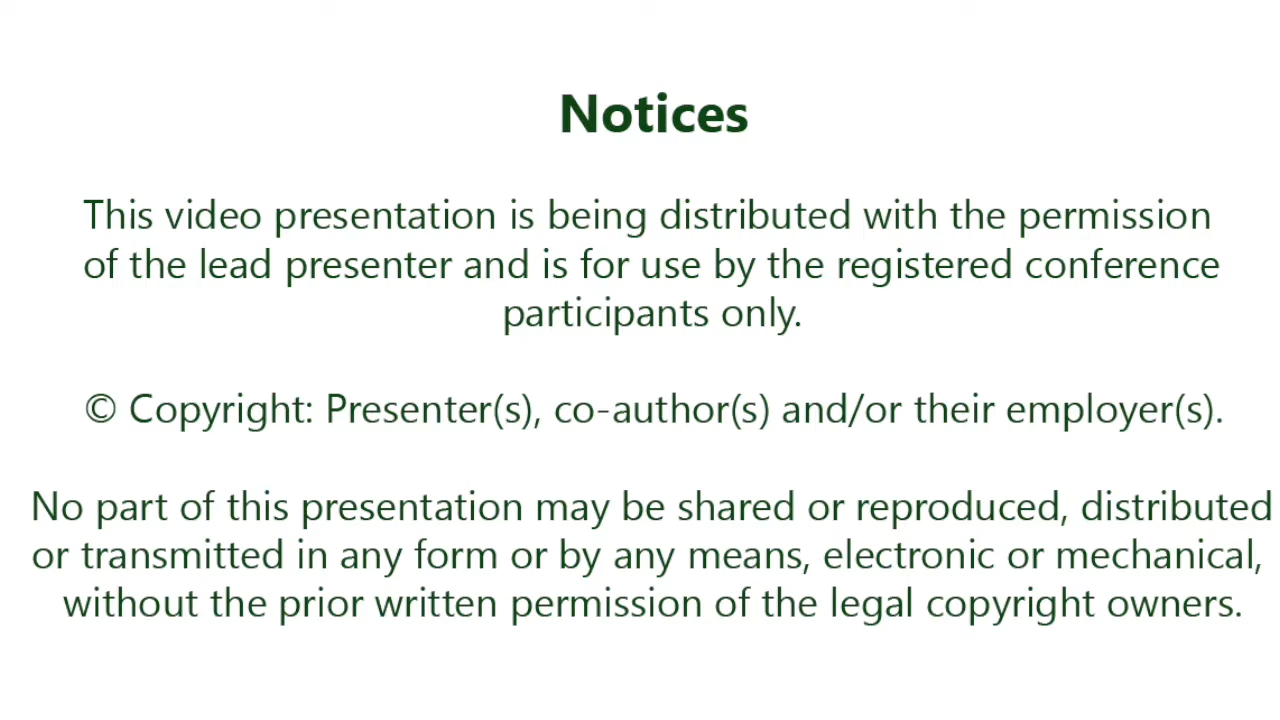 Notices
This video presentation is being distributed with the permission
of the lead presenter and is for use by the registered conference
participants only.
© Copyright: Presenter(s), co-author(s) and/or their employer(s).
No part of this presentation may be shared or reproduced, distributed
or transmitted in any form or by any means, electronic or mechanical,
without the prior written permission of the legal copyright owners.